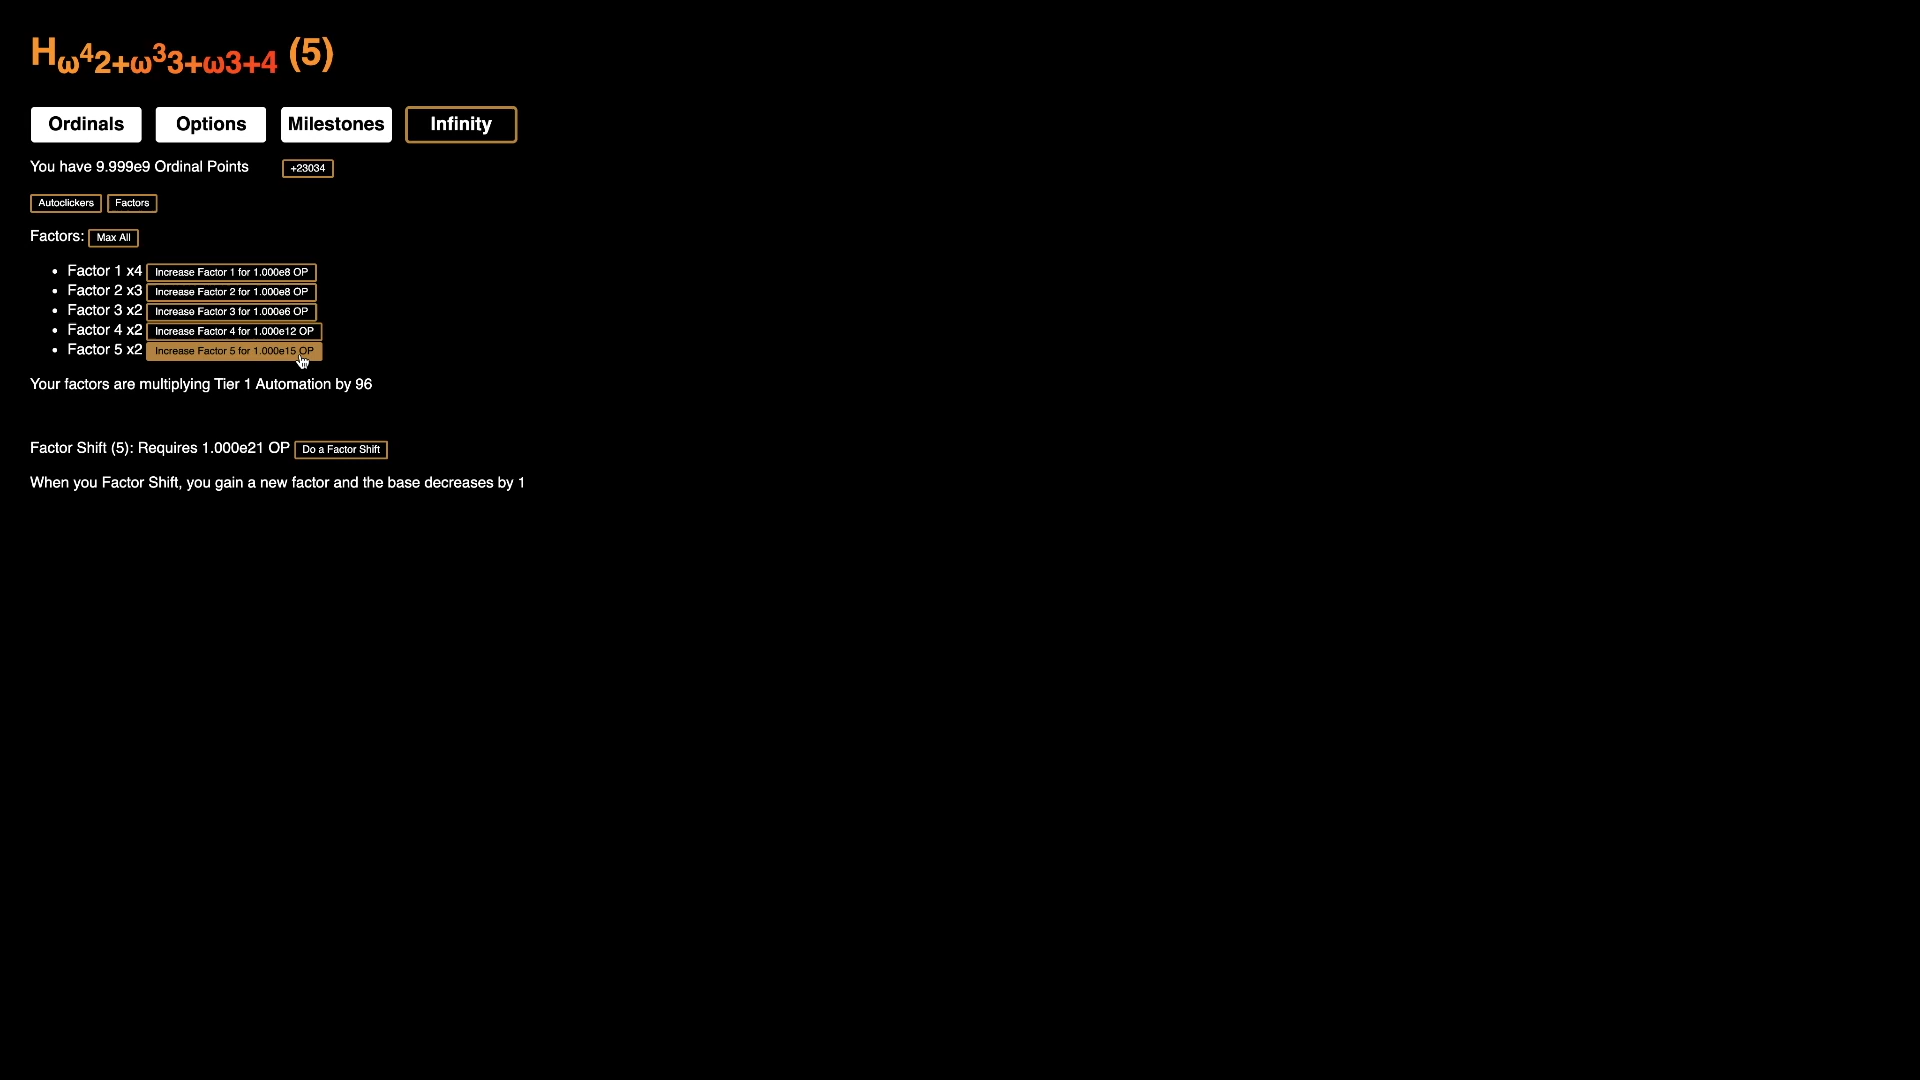 Hω⁴2+ω³3+ω3+4 (5)
Ordinals Options Milestones Infinity
You have 9.999e9 Ordinal Points +23034
Autoclickers Factors
Factors: Max All
• Factor 1 x4 Increase Factor 1 for 1.000e8 OP
• Factor 2 x3 Increase Factor 2 for 1.000e8 OP
• Factor 3 x2 Increase Factor 3 for 1.000e6 OP
• Factor 4 x2 Increase Factor 4 for 1.000e12 OP
• Factor 5 x2 Increase Factor 5 for 1.000e15 OP
Your factors are multiplying Tier 1 Automation by 96
Factor Shift (5): Requires 1.000e21 OP Do a Factor Shift
When you Factor Shift, you gain a new factor and the base decreases by 1